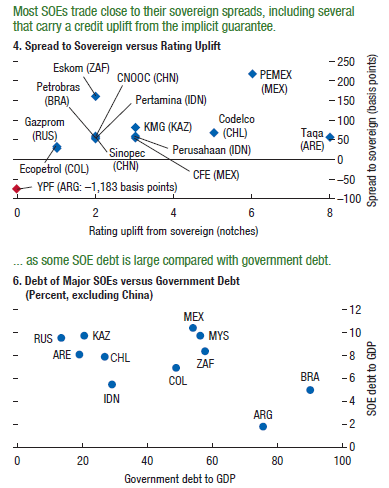 Most SOEs trade close to their sovereign spreads, including several
that carry a credit uplift from the implicit guarantee.
4. Spread to Sovereign versus Rating Uplift
Eskom (ZAF)
CNOOC (CHN)
PEMEX
(MEX)
Petrobras
(BRA)
Pertamina (IDN)
Gazprom
(RUS)
KMG (KAZ)
Codelco
(CHL)
Taqa
(ARE)
Sinopec
(CHN)
Perusahaan (IDN)
Ecopetrol (COL)
CFE (MEX)
YPF (ARG: –1,183 basis points)
250
200
150
100
50
0
–50
–100
Spread to sovereign (basis points)
0 2 4 6 8
Rating uplift from sovereign (notches)
... as some SOE debt is large compared with government debt.
6. Debt of Major SOEs versus Government Debt
(Percent, excluding China)
MEX
RUS
KAZ
MYS
ARE
CHL
ZAF
COL
IDN
BRA
ARG
12
10
8
6
4
2
0
SOE debt to GDP
0 20 40 60 80 100
Government debt to GDP